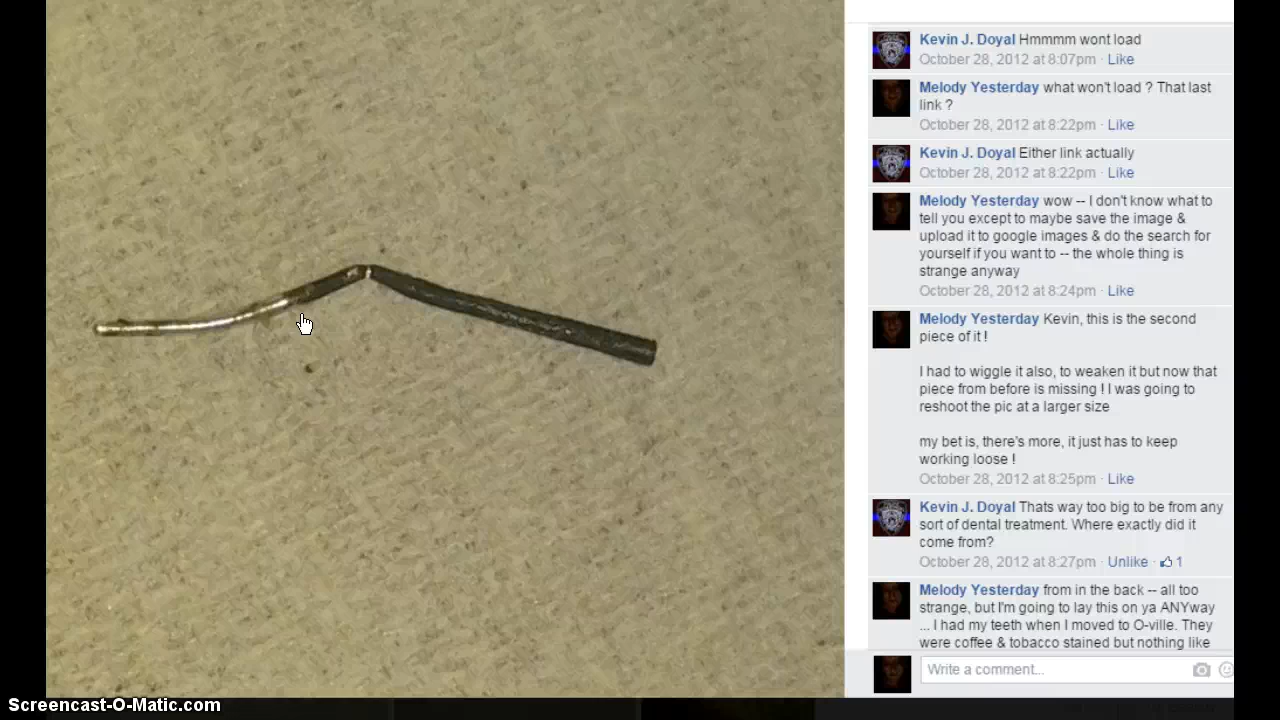 Kevin J. Doyal Hmmmm wont load
October 28, 2012 at 8:07pm · Like
Melody Yesterday what won't load ? That last
link ?
October 28, 2012 at 8:22pm · Like
Kevin J. Doyal Either link actually
October 28, 2012 at 8:22pm · Like
Melody Yesterday wow -- I don't know what to
tell you except to maybe save the image &
upload it to google images & do the search for
yourself if you want to -- the whole thing is
strange anyway
October 28, 2012 at 8:24pm · Like
Melody Yesterday Kevin, this is the second
piece of it !
I had to wiggle it also, to weaken it but now that
piece from before is missing ! I was going to
reshoot the pic at a larger size
my bet is, there's more, it just has to keep
working loose !
October 28, 2012 at 8:25pm · Like
Kevin J. Doyal Thats way too big to be from any
sort of dental treatment. Where exactly did it
come from?
October 28, 2012 at 8:27pm · Unlike · 1
Melody Yesterday from in the back -- all too
strange, but I'm going to lay this on ya ANYway
... I had my teeth when I moved to O-ville. They
were coffee & tobacco stained but nothing like
Write a comment...
Screencast-O-Matic.com